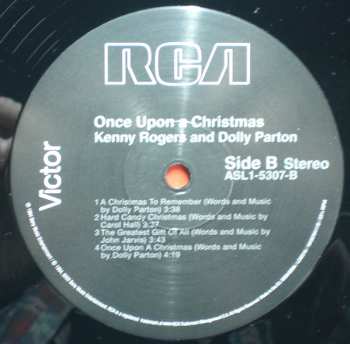 RCA
Once Upon a Christmas
Kenny Rogers and Dolly Parton
Side B Stereo
ASL1-5307-B
Victor
1 A Christmas To Remember (Words and Music
by Dolly Parton) 3:38
2 Hard Candy Christmas (Words and Music by
Carol Hall) 3:37
3 The Greatest Gift Of All (Words and Music by
John Jarvis) 3:43
4 Once Upon A Christmas (Words and Music
by Dolly Parton) 4:19